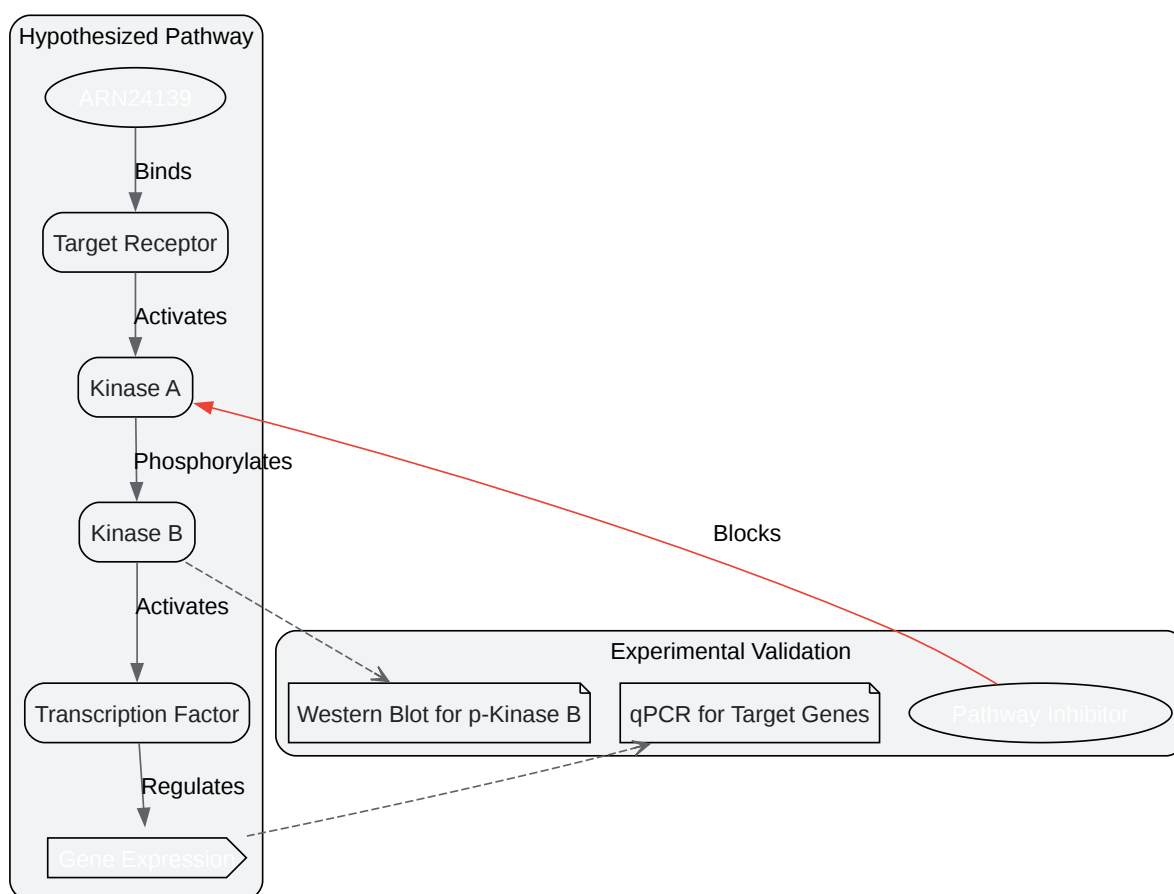 Hypothesized Pathway
ARN24139
Binds
Target Receptor
Activates
Kinase A
Phosphorylates
Kinase B
Blocks
Activates
Experimental Validation
Western Blot for p-Kinase B
qPCR for Target Genes
Pathway Inhibitor
Transcription Factor
Regulates
Gene Expression